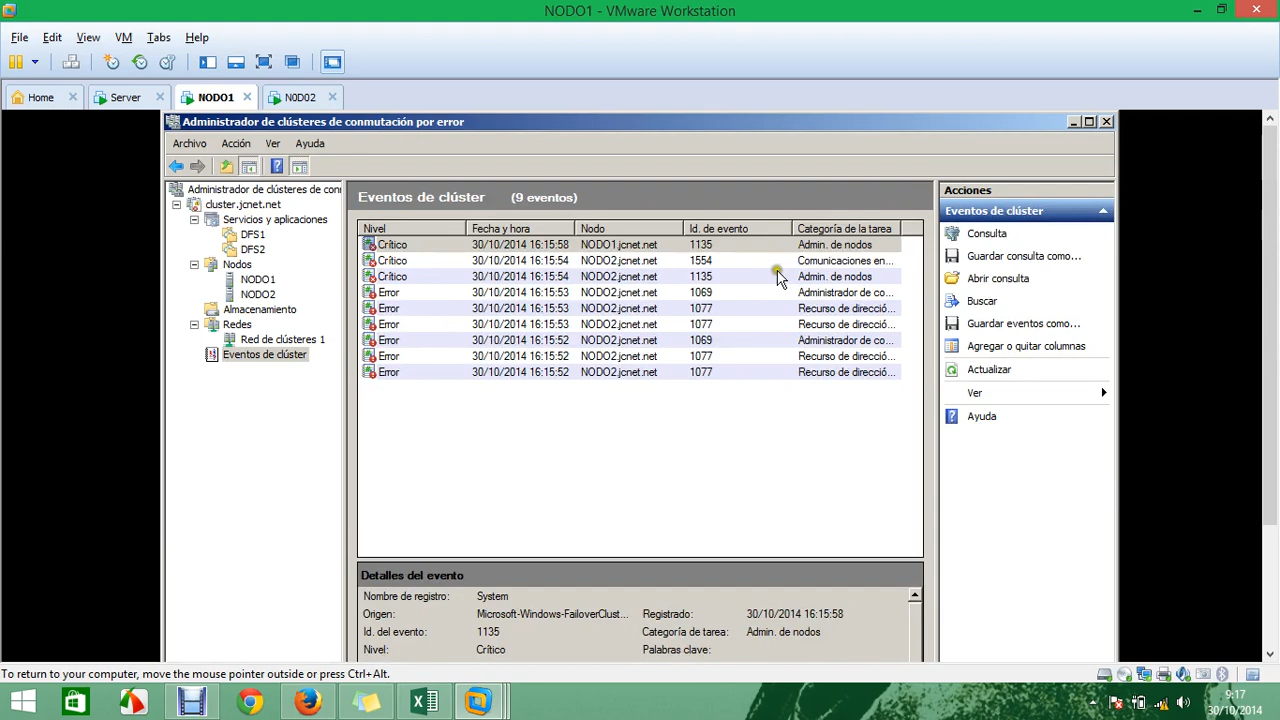 NODO1 - VMware Workstation
File Edit View VM Tabs Help
Home Server NODO1 NODO2
Administrador de clústeres de conmutación por error
Archivo Acción Ver Ayuda
Administrador de clústeres de con
cluster.jcnet.net
Servicios y aplicaciones
DFS1
DFS2
Nodos
NODO1
NODO2
Almacenamiento
Redes
Red de clústeres 1
Eventos de clúster
Eventos de clúster (9 eventos)
Nivel Fecha y hora Nodo Id. de evento Categoría de la tarea
Crítico 30/10/2014 16:15:58 NODO1.jcnet.net 1135 Admin. de nodos
Crítico 30/10/2014 16:15:54 NODO2.jcnet.net 1554 Comunicaciones en...
Crítico 30/10/2014 16:15:54 NODO2.jcnet.net 1135 Admin. de nodos
Error 30/10/2014 16:15:53 NODO2.jcnet.net 1069 Administrador de co...
Error 30/10/2014 16:15:53 NODO2.jcnet.net 1077 Recurso de direcció...
Error 30/10/2014 16:15:53 NODO2.jcnet.net 1077 Recurso de direcció...
Error 30/10/2014 16:15:52 NODO2.jcnet.net 1069 Administrador de co...
Error 30/10/2014 16:15:52 NODO2.jcnet.net 1077 Recurso de direcció...
Error 30/10/2014 16:15:52 NODO2.jcnet.net 1077 Recurso de direcció...
Detalles del evento
Nombre de registro: System
Origen: Microsoft-Windows-FailoverClust... Registrado: 30/10/2014 16:15:58
Id. del evento: 1135 Categoría de tarea: Admin. de nodos
Nivel: Crítico Palabras clave:
Acciones
Eventos de clúster
Consulta
Guardar consulta como...
Abrir consulta
Buscar
Guardar eventos como...
Agregar o quitar columnas
Actualizar
Ver
Ayuda
To return to your computer, move the mouse pointer outside or press Ctrl+Alt.
9:17
30/10/2014